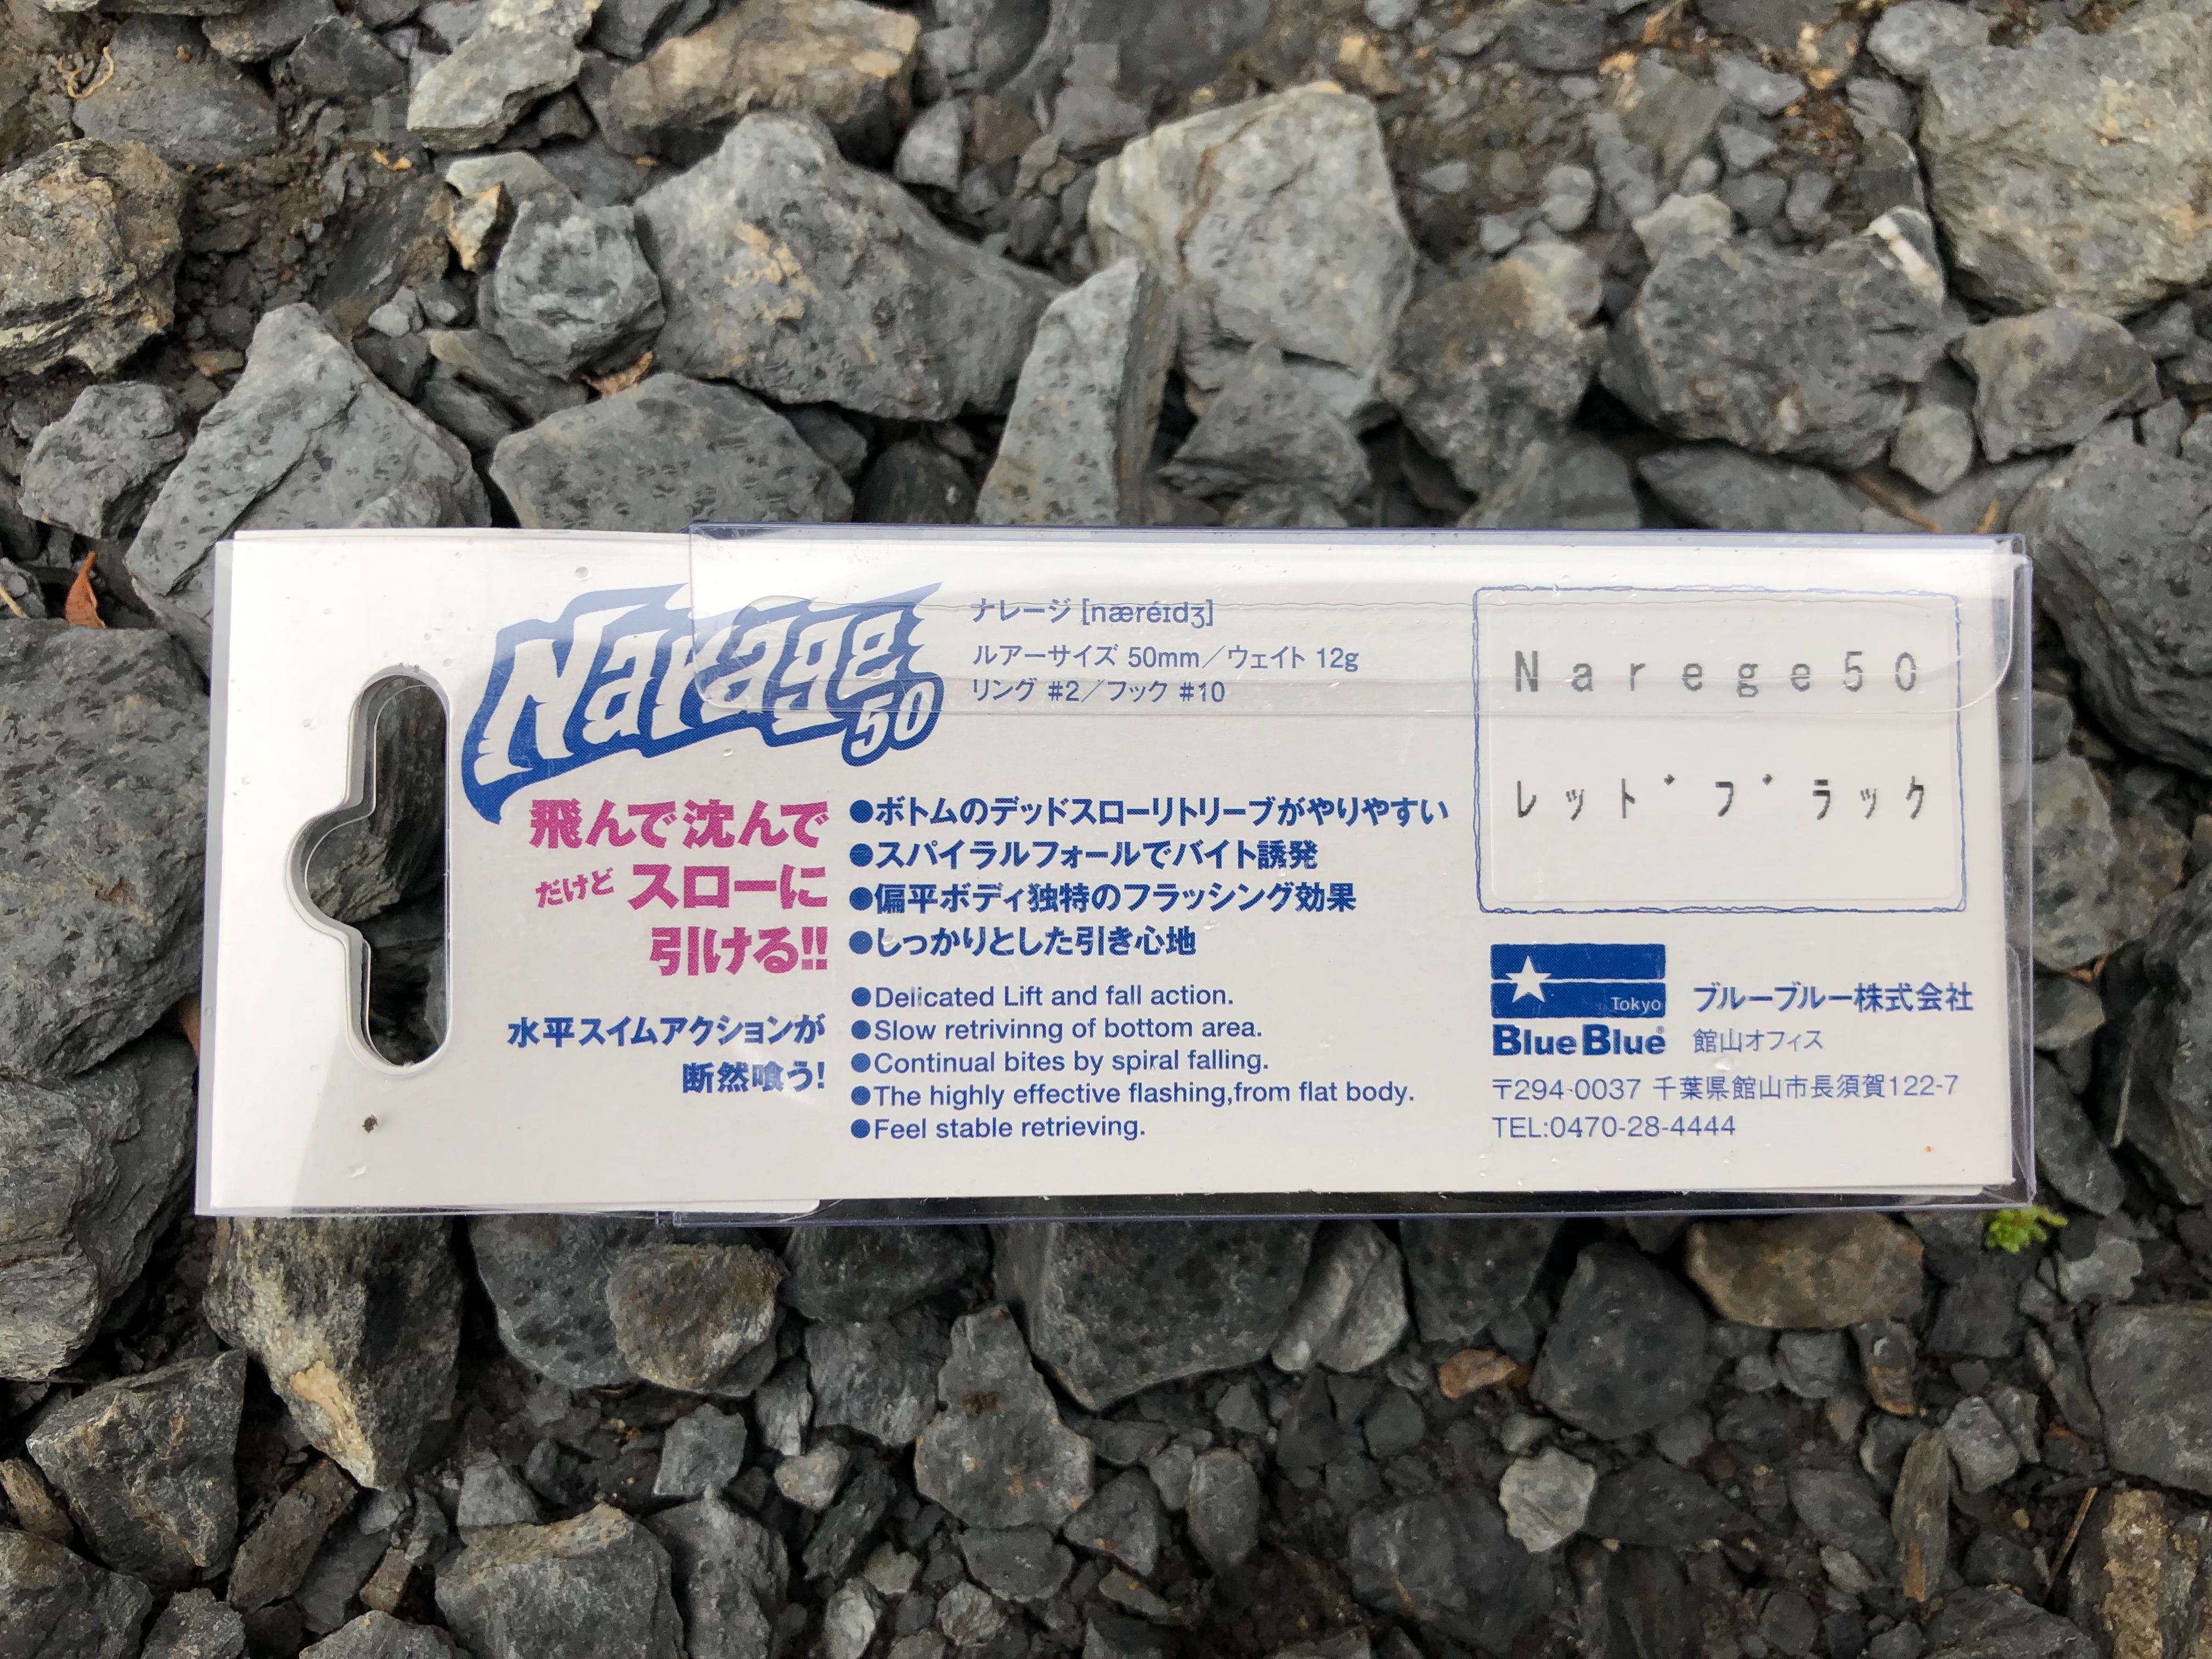 Narage
50
ナレージ [næréɪdʒ]
ルアーサイズ 50mm／ウェイト 12g
リング #2／フック #10
飛んで沈んで
だけど スローに
引ける!!
水平スイムアクションが
断然喰う!
●ボトムのデッドスローリトリーブがやりやすい
●スパイラルフォールでバイト誘発
●偏平ボディ独特のフラッシング効果
●しっかりとした引き心地
●Delicated Lift and fall action.
●Slow retrivinng of bottom area.
●Continual bites by spiral falling.
●The highly effective flashing,from flat body.
●Feel stable retrieving.
Narege50
レッドブラック
Tokyo
BlueBlue®
ブルーブルー株式会社
館山オフィス
〒294-0037 千葉県館山市長須賀122-7
TEL:0470-28-4444